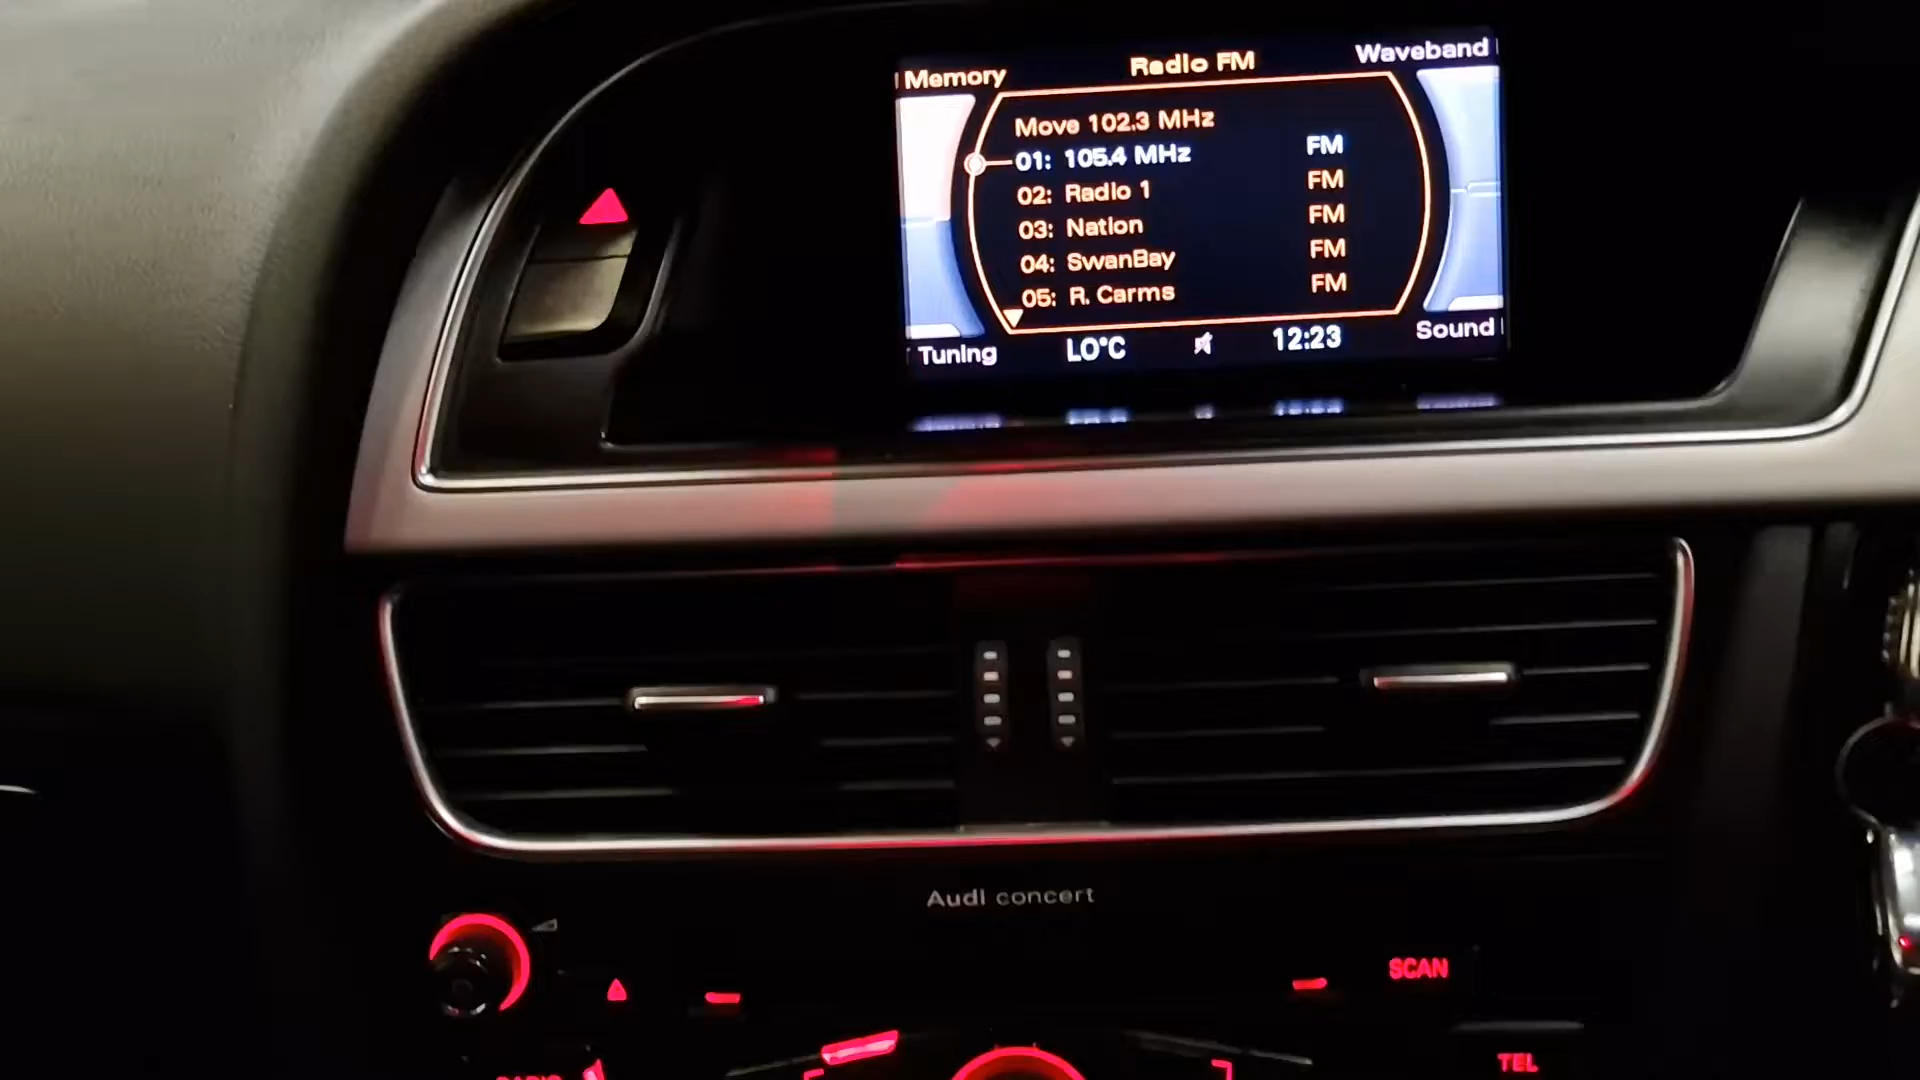 Memory
Radio FM
Waveband
Move 102.3 MHz
01: 105.4 MHz FM
02: Radio 1 FM
03: Nation FM
04: SwanBay FM
05: R. Carms FM
Tuning
LO°C
12:23
Sound
Audi concert
SCAN
RADIO
TEL